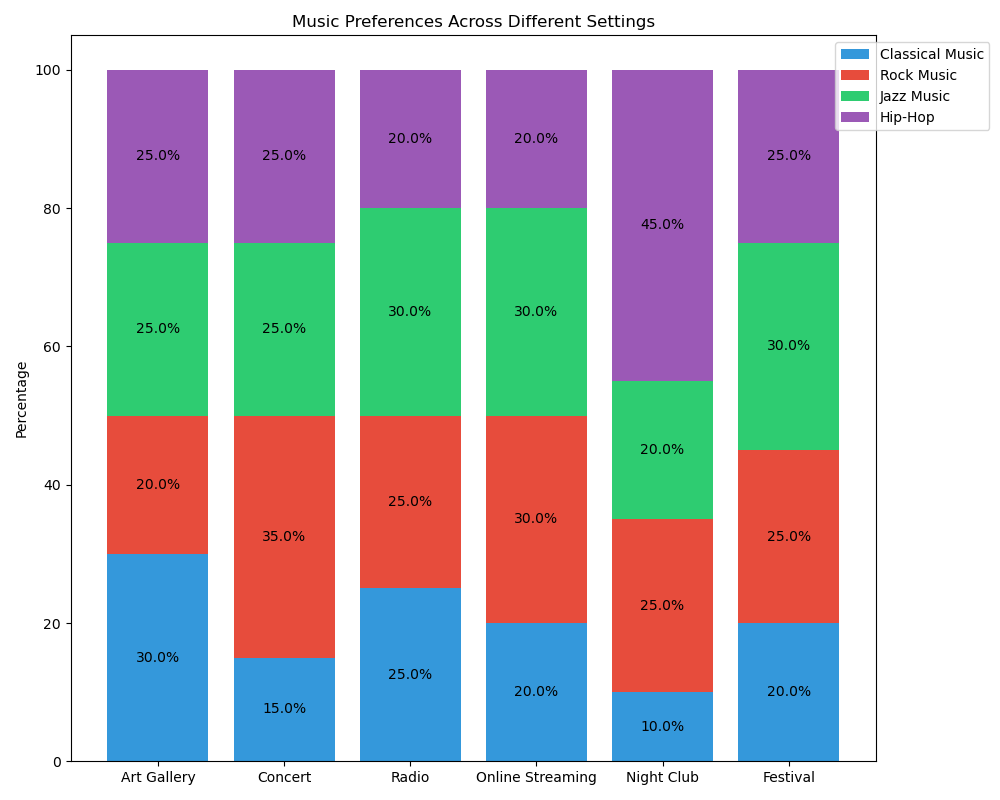 Music Preferences Across Different Settings
Classical Music
Rock Music
Jazz Music
Hip-Hop
Percentage
100
80
60
40
20
0
25.0% 25.0% 20.0% 20.0% 45.0% 25.0%
25.0% 25.0% 30.0% 30.0% 20.0% 30.0%
20.0% 35.0% 25.0% 30.0% 25.0% 25.0%
30.0% 15.0% 25.0% 20.0% 10.0% 20.0%
Art Gallery Concert Radio Online Streaming Night Club Festival